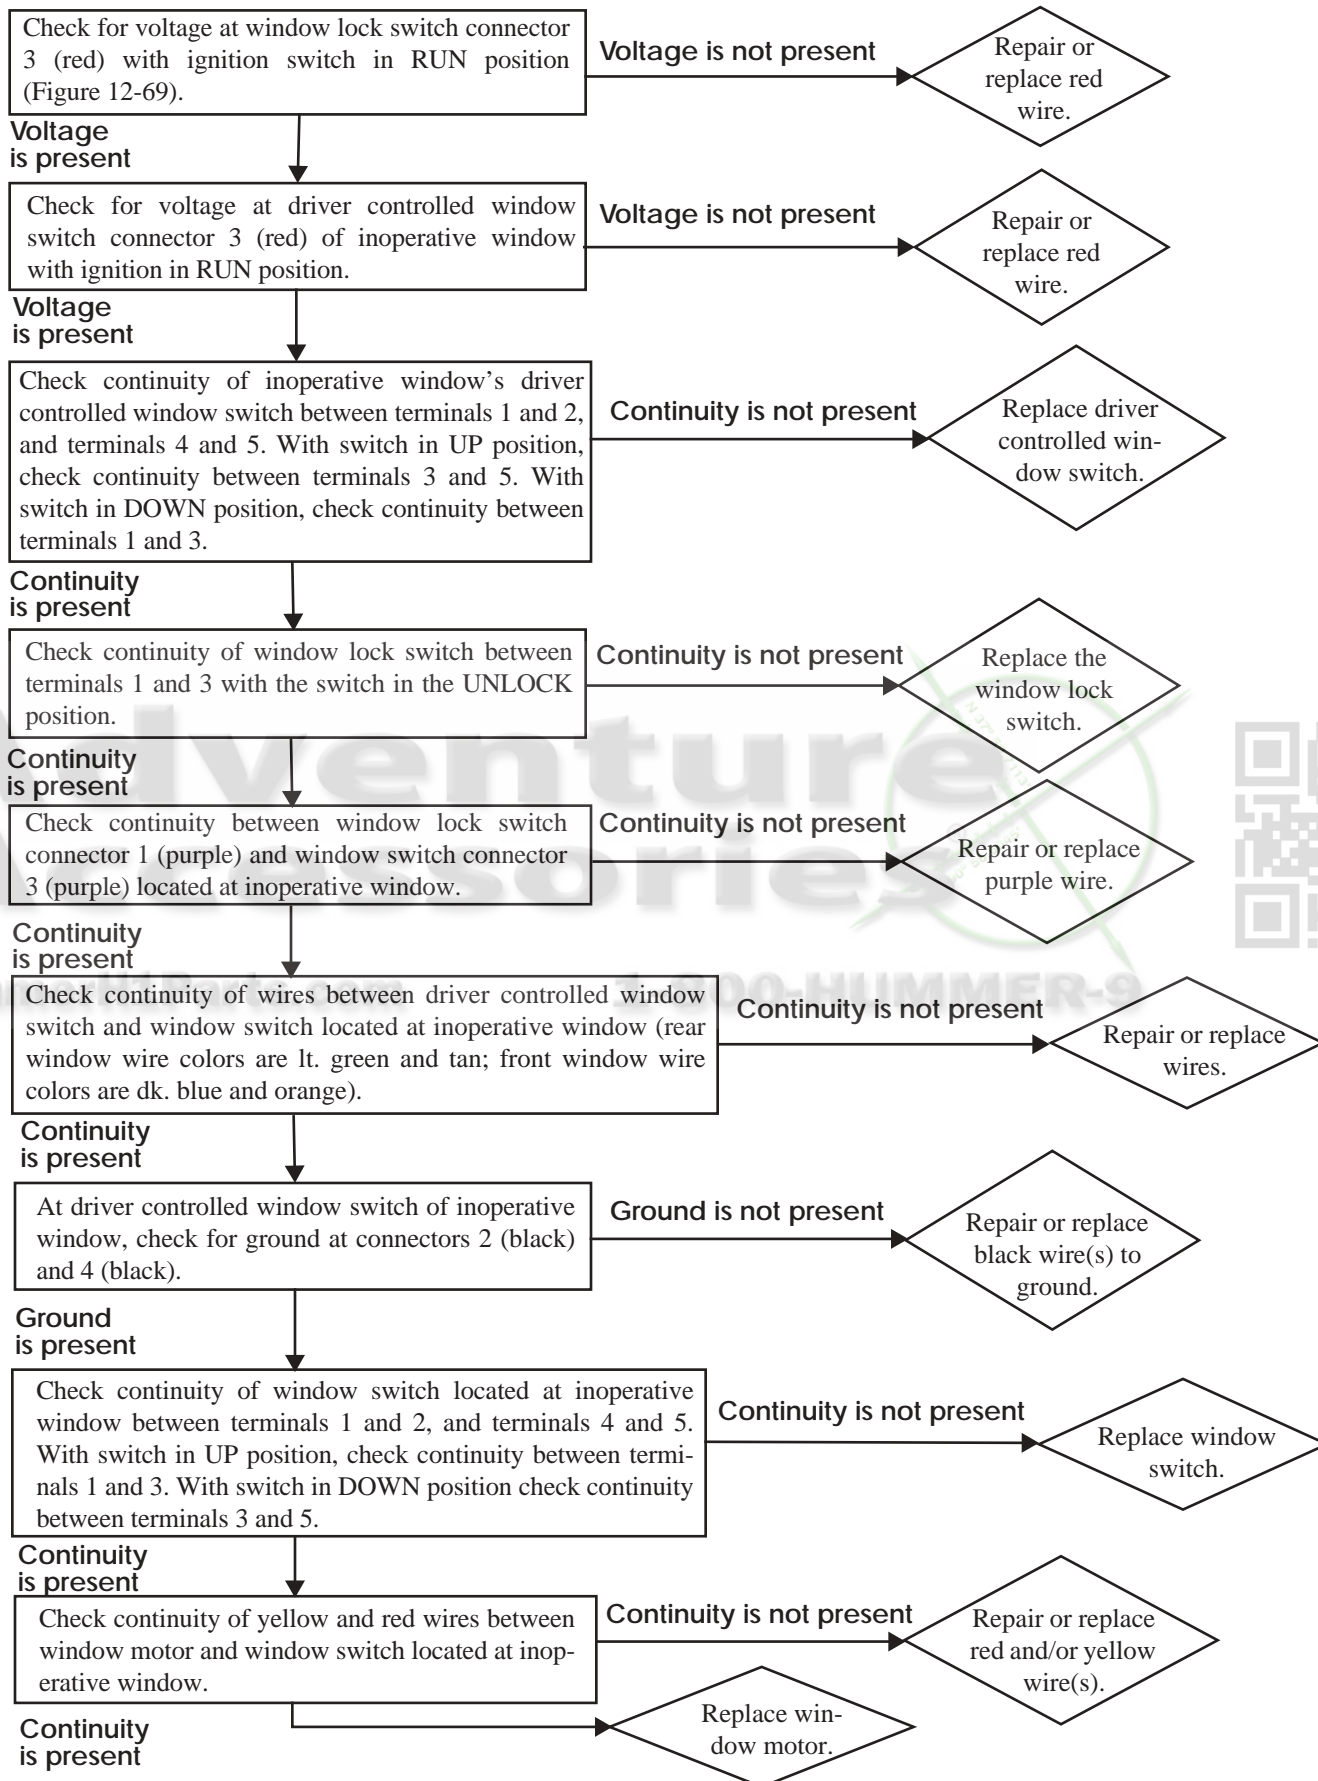 Check for voltage at window lock switch connector
3 (red) with ignition switch in RUN position
(Figure 12-69).
Voltage is not present
Repair or
replace red
wire.
Voltage
is present
Check for voltage at driver controlled window
switch connector 3 (red) of inoperative window
with ignition in RUN position.
Voltage is not present
Repair or
replace red
wire.
Voltage
is present
Check continuity of inoperative window’s driver
controlled window switch between terminals 1 and 2,
and terminals 4 and 5. With switch in UP position,
check continuity between terminals 3 and 5. With
switch in DOWN position, check continuity between
terminals 1 and 3.
Continuity is not present
Replace driver
controlled win-
dow switch.
Continuity
is present
Check continuity of window lock switch between
terminals 1 and 3 with the switch in the UNLOCK
position.
Continuity is not present
Replace the
window lock
switch.
Adventure
Continuity
is present
Check continuity between window lock switch
connector 1 (purple) and window switch connector
3 (purple) located at inoperative window.
Continuity is not present
Repair or replace
purple wire.
Accessories
Continuity
is present
merH1Parts.com
1-800-HUMMER-9
Check continuity of wires between driver controlled window
switch and window switch located at inoperative window (rear
window wire colors are lt. green and tan; front window wire
colors are dk. blue and orange).
Continuity is not present
Repair or replace
wires.
Continuity
is present
At driver controlled window switch of inoperative
window, check for ground at connectors 2 (black)
and 4 (black).
Ground is not present
Repair or replace
black wire(s) to
ground.
Ground
is present
Check continuity of window switch located at inoperative
window between terminals 1 and 2, and terminals 4 and 5.
With switch in UP position, check continuity between termi-
nals 1 and 3. With switch in DOWN position check continuity
between terminals 3 and 5.
Continuity is not present
Replace window
switch.
Continuity
is present
Check continuity of yellow and red wires between
window motor and window switch located at inop-
erative window.
Continuity is not present
Repair or replace
red and/or yellow
wire(s).
Continuity
is present
Replace win-
dow motor.